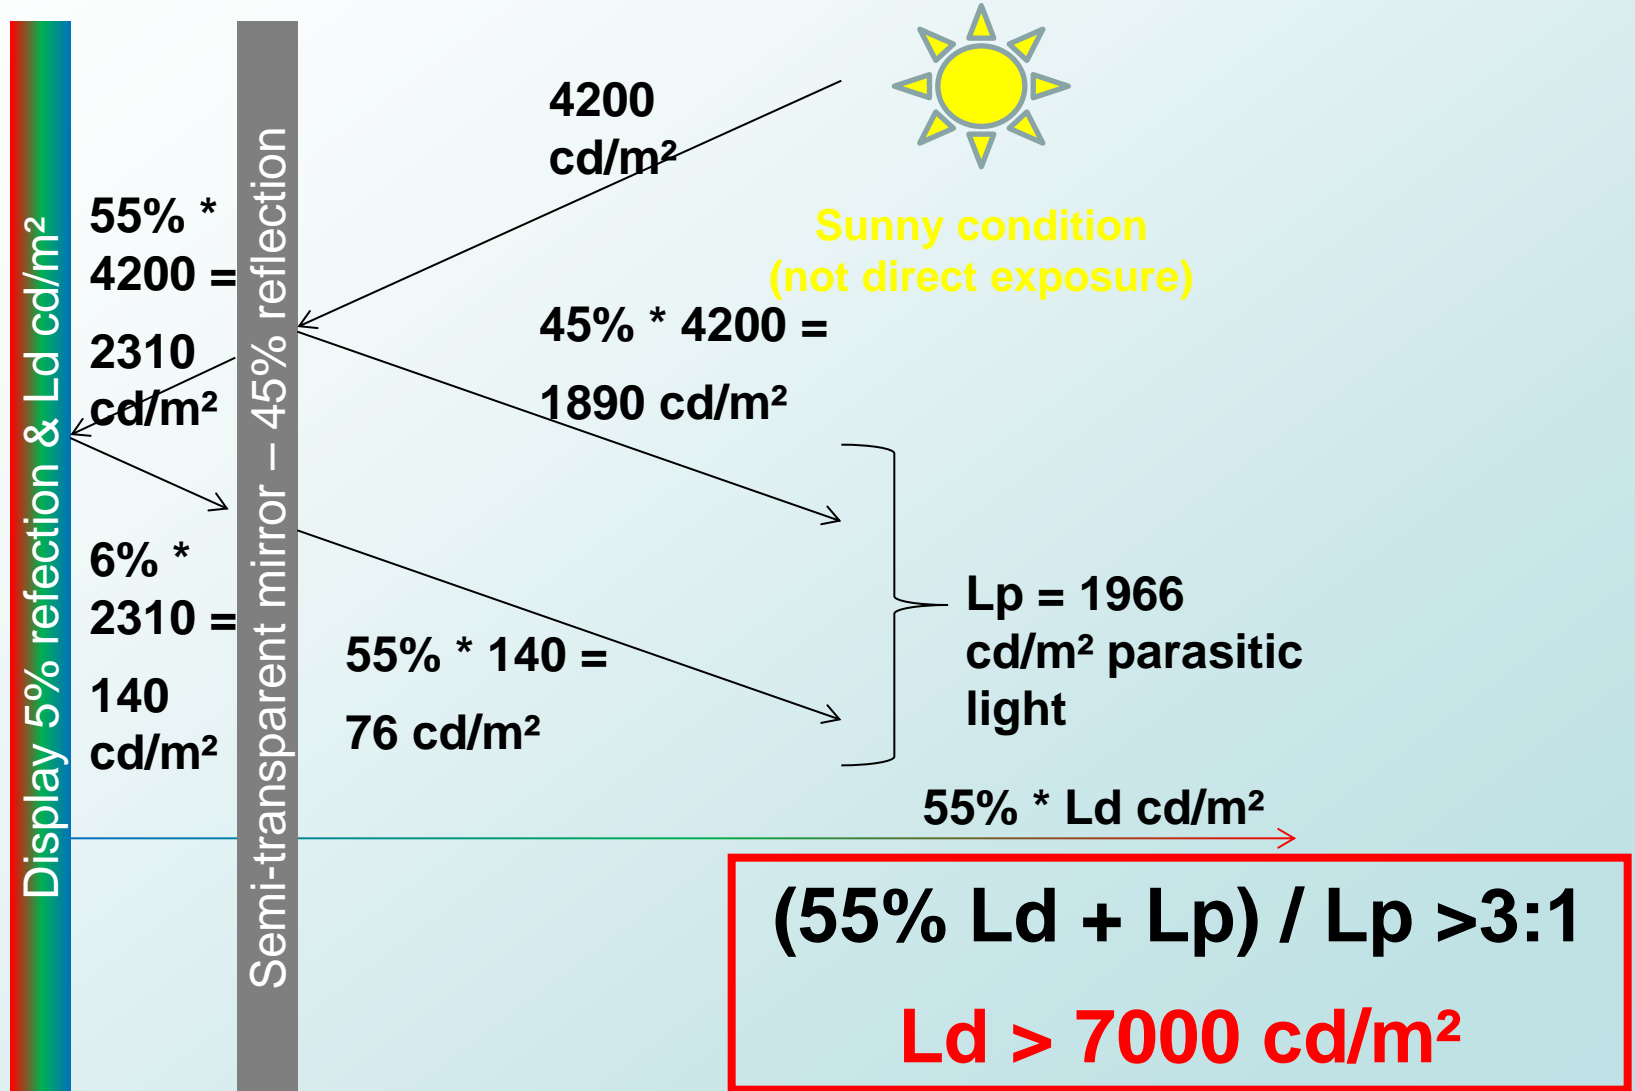 Display 5% refection & Ld cd/m²
Semi-transparent mirror – 45% reflection
4200
cd/m²
Sunny condition
(not direct exposure)
55% *
4200 =
2310
cd/m²
45% * 4200 =
1890 cd/m²
6% *
2310 =
140
cd/m²
55% * 140 =
76 cd/m²
Lp = 1966
cd/m² parasitic
light
55% * Ld cd/m²
(55% Ld + Lp) / Lp >3:1
Ld > 7000 cd/m²